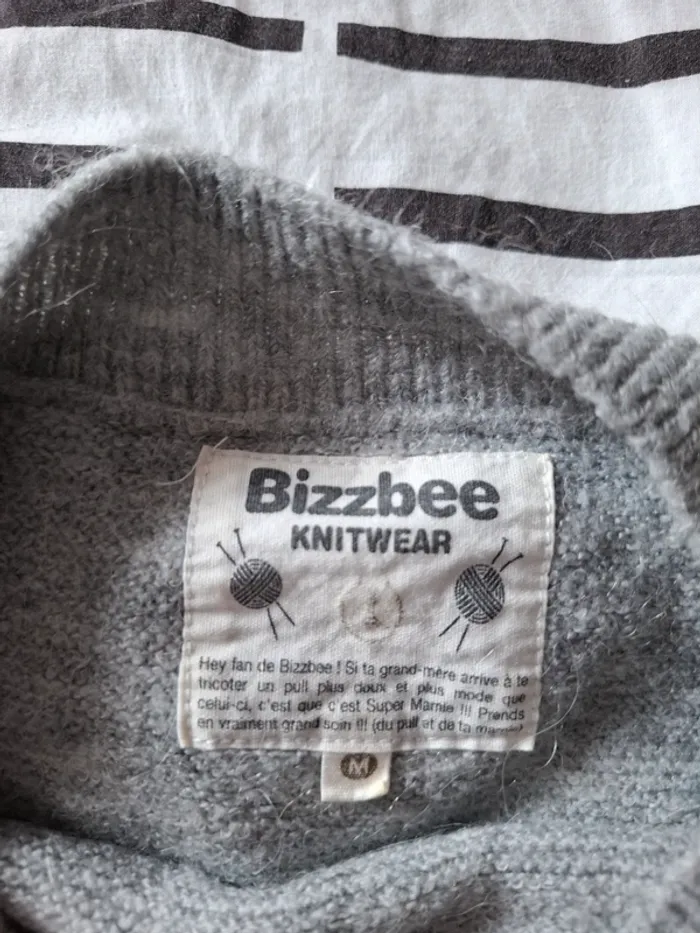 Bizzbee
KNITWEAR
Hey fan de Bizzbee ! Si ta grand-mère arrive à te
tricoter un pull plus doux et plus mode que
celui-ci, c'est que c'est Super Mamie !!! Prends
en vraiment grand soin !!! (du pull et de ta mamie)
M